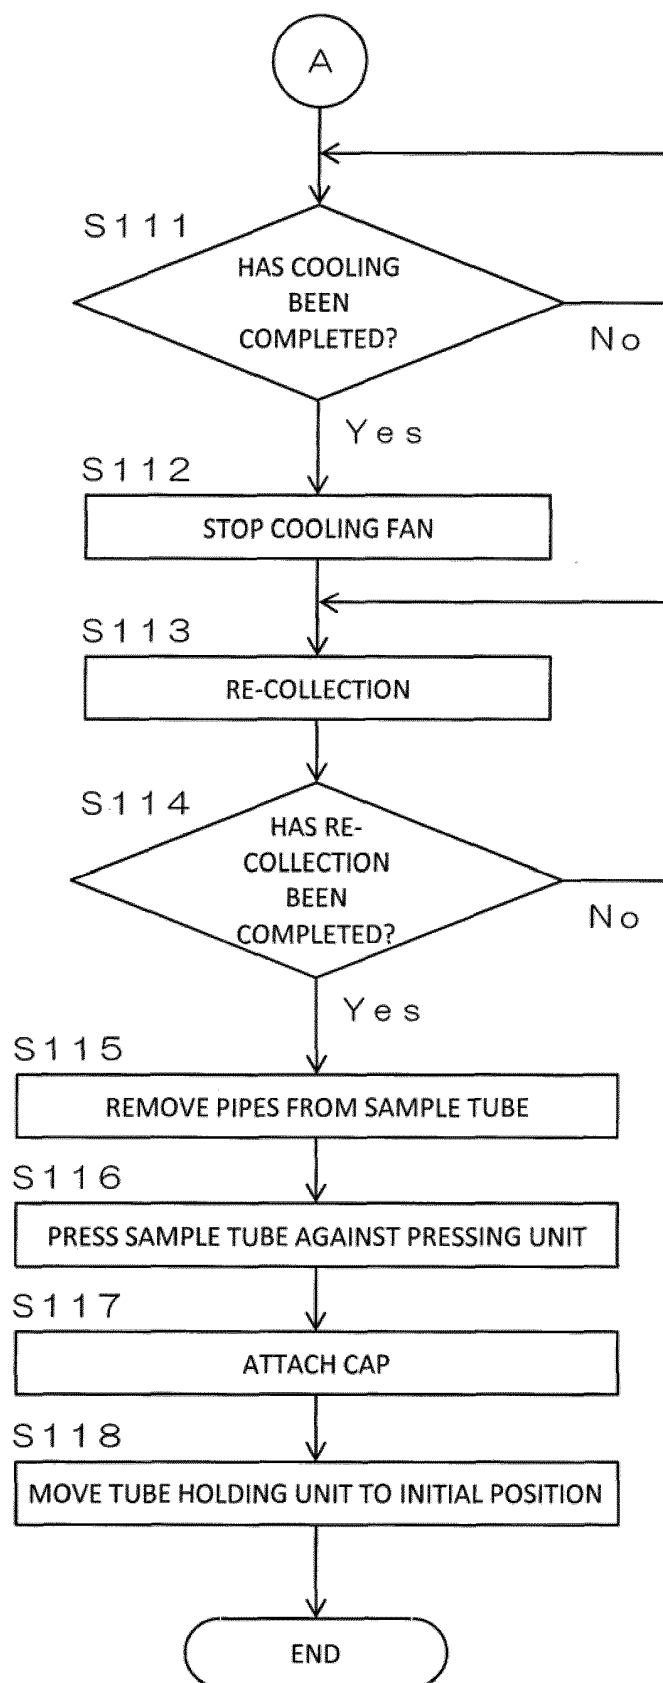 A
S111
HAS COOLING
BEEN
COMPLETED?
No
Yes
S112
STOP COOLING FAN
S113
RE-COLLECTION
S114
HAS RE-
COLLECTION
BEEN
COMPLETED?
No
Yes
S115
REMOVE PIPES FROM SAMPLE TUBE
S116
PRESS SAMPLE TUBE AGAINST PRESSING UNIT
S117
ATTACH CAP
S118
MOVE TUBE HOLDING UNIT TO INITIAL POSITION
END